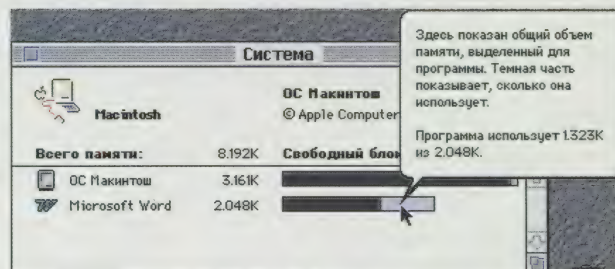 Система
Здесь показан общий объем
памяти, выделенный для
программы. Темная часть
показывает, сколько она
использует.
Программа использует 1.323K
из 2.048K.
Macintosh
ОС Макинтош
© Apple Computer
Всего памяти: 8.192K Свободный блок
ОС Макинтош 3.161K
Microsoft Word 2.048K